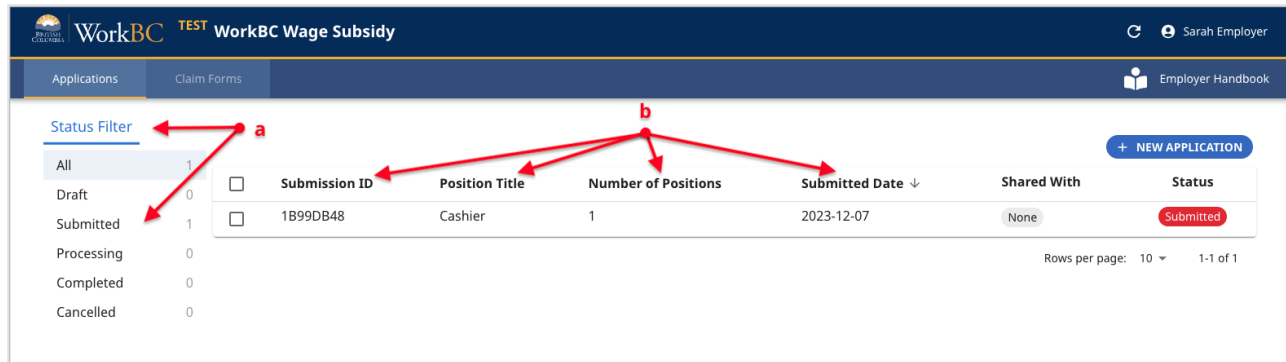 BRITISH
COLUMBIA
WorkBC
TEST WorkBC Wage Subsidy
Sarah Employer
Applications
Claim Forms
Employer Handbook
Status Filter
a
b
+ NEW APPLICATION
All 1
Draft 0
Submitted 1
Processing 0
Completed 0
Cancelled 0
Submission ID Position Title Number of Positions Submitted Date ↓ Shared With Status
1B99DB48 Cashier 1 2023-12-07 None Submitted
Rows per page: 10 1-1 of 1